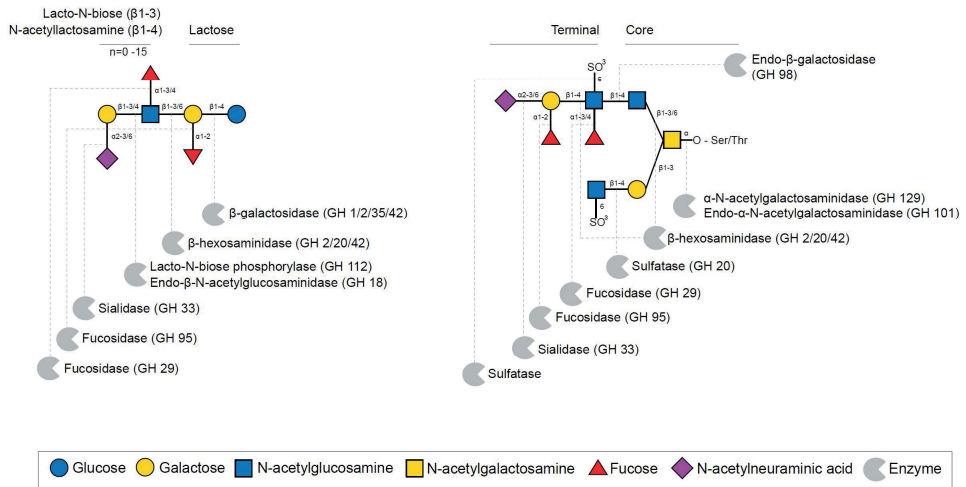 Lacto-N-biose (β1-3)
N-acetyllactosamine (β1-4) Lactose
n=0 -15
α1-3/4
β1-3/4 β1-3/6 β1-4
α2-3/6 α1-2
β-galactosidase (GH 1/2/35/42)
β-hexosaminidase (GH 2/20/42)
Lacto-N-biose phosphorylase (GH 112)
Endo-β-N-acetylglucosaminidase (GH 18)
Sialidase (GH 33)
Fucosidase (GH 95)
Fucosidase (GH 29)
Terminal Core
Endo-β-galactosidase
(GH 98)
SO3
6
α2-3/6 β1-4 β1-4
α1-2 α1-3/4 β1-3/6
α
O - Ser/Thr
β1-3
β1-4
6
SO3
α-N-acetylgalactosaminidase (GH 129)
Endo-α-N-acetylgalactosaminidase (GH 101)
β-hexosaminidase (GH 2/20/42)
Sulfatase (GH 20)
Fucosidase (GH 29)
Fucosidase (GH 95)
Sialidase (GH 33)
Sulfatase
Glucose Galactose N-acetylglucosamine N-acetylgalactosamine Fucose N-acetylneuraminic acid Enzyme